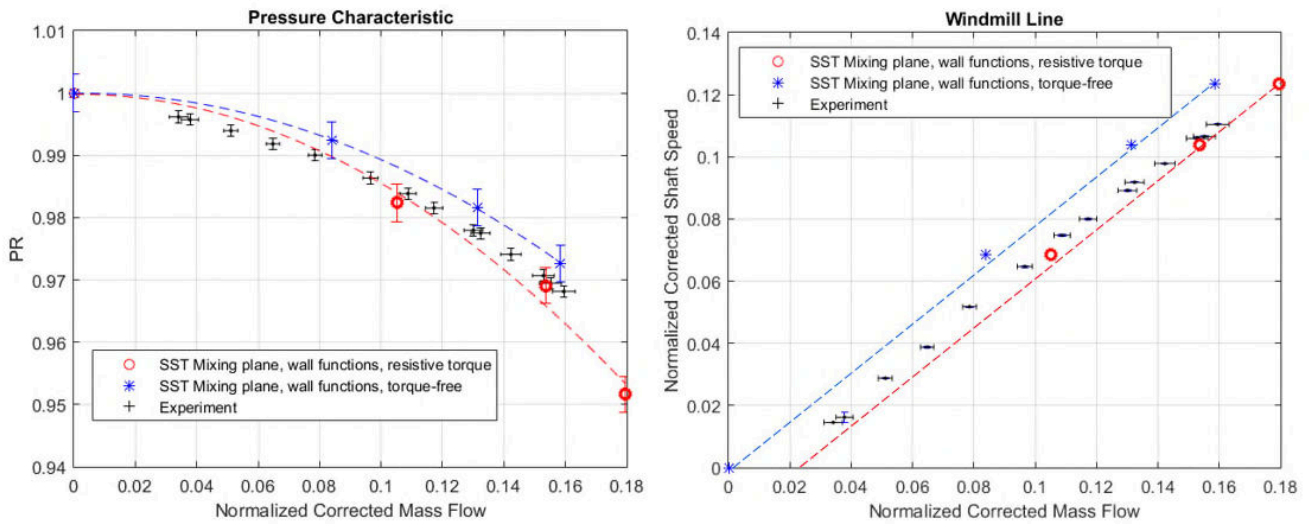 Pressure Characteristic
1.01
1
0.99
0.98
0.97
0.96
0.95
0.94
PR
SST Mixing plane, wall functions, resistive torque
SST Mixing plane, wall functions, torque-free
Experiment
0 0.02 0.04 0.06 0.08 0.1 0.12 0.14 0.16 0.18
Normalized Corrected Mass Flow
Windmill Line
0.14
0.12
0.1
0.08
0.06
0.04
0.02
0
Normalized Corrected Shaft Speed
SST Mixing plane, wall functions, resistive torque
SST Mixing plane, wall functions, torque-free
Experiment
0 0.02 0.04 0.06 0.08 0.1 0.12 0.14 0.16 0.18
Normalized Corrected Mass Flow